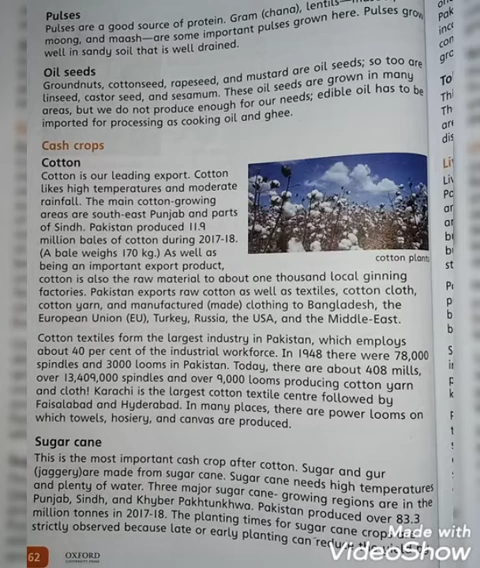 Pulses
Pulses are a good source of protein. Gram (chana), lentils—
moong, and maash—are some important pulses grown here. Pulses grow
well in sandy soil that is well drained.
Oil seeds
Groundnuts, cottonseed, rapeseed, and mustard are oil seeds; so too are
linseed, castor seed, and sesamum. These oil seeds are grown in many
areas, but we do not produce enough for our needs; edible oil has to be
imported for processing as cooking oil and ghee.
Cash crops
Cotton
Cotton is our leading export. Cotton
likes high temperatures and moderate
rainfall. The main cotton-growing
areas are south-east Punjab and parts
of Sindh. Pakistan produced 11.9
million bales of cotton during 2017-18.
(A bale weighs 170 kg.) As well as
being an important export product,
cotton plant
cotton is also the raw material to about one thousand local ginning
factories. Pakistan exports raw cotton as well as textiles, cotton cloth,
cotton yarn, and manufactured (made) clothing to Bangladesh, the
European Union (EU), Turkey, Russia, the USA, and the Middle-East.
Cotton textiles form the largest industry in Pakistan, which employs
about 40 per cent of the industrial workforce. In 1948 there were 78,000
spindles and 3000 looms in Pakistan. Today, there are about 408 mills,
over 13,409,000 spindles and over 9,000 looms producing cotton yarn
and cloth! Karachi is the largest cotton textile centre followed by
Faisalabad and Hyderabad. In many places, there are power looms on
which towels, hosiery, and canvas are produced.
Sugar cane
This is the most important cash crop after cotton. Sugar and gur
(jaggery)are made from sugar cane. Sugar cane needs high temperatures
and plenty of water. Three major sugar cane- growing regions are in the
Punjab, Sindh, and Khyber Pakhtunkhwa. Pakistan produced over 83.3
million tonnes in 2017-18. The planting times for sugar cane crop
strictly observed because late or early planting can
62 OXFORD
UNIVERSITY PRESS
Made with
VideoShow